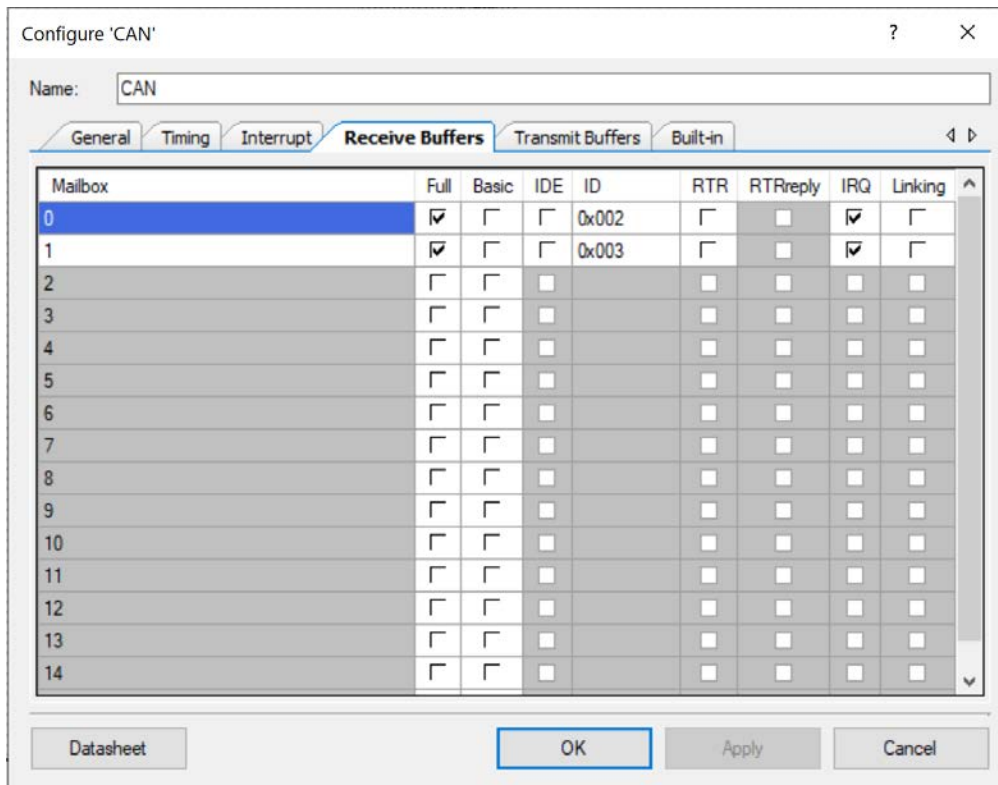 Configure 'CAN' ? ×
Name: CAN
General Timing Interrupt Receive Buffers Transmit Buffers Built-in
Mailbox Full Basic IDE ID RTR RTRreply IRQ Linking
0 0x002
1 0x003
2
3
4
5
6
7
8
9
10
11
12
13
14
Datasheet OK Apply Cancel